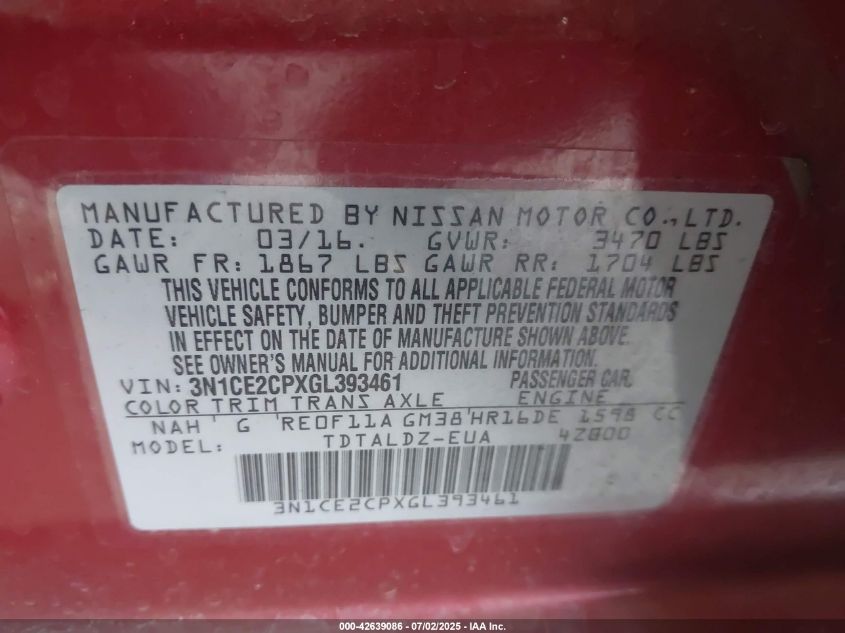 MANUFACTURED BY NISSAN MOTOR CO., LTD.
DATE: 03/16. GVWR: 3470 LBS
GAWR FR: 1867 LBS GAWR RR: 1704 LBS
THIS VEHICLE CONFORMS TO ALL APPLICABLE FEDERAL MOTOR
VEHICLE SAFETY, BUMPER AND THEFT PREVENTION STANDARDS
IN EFFECT ON THE DATE OF MANUFACTURE SHOWN ABOVE.
SEE OWNER'S MANUAL FOR ADDITIONAL INFORMATION.
VIN: 3N1CE2CPXGL393461 PASSENGER CAR.
COLOR TRIM TRANS AXLE ENGINE
NAH G RE0F11A GM38 HR16DE 1598 CC
MODEL: TDTALDZ-EUA 4Z000
3N1CE2CPXGL393461
000-42639086 - 07/02/2025 - IAA Inc.